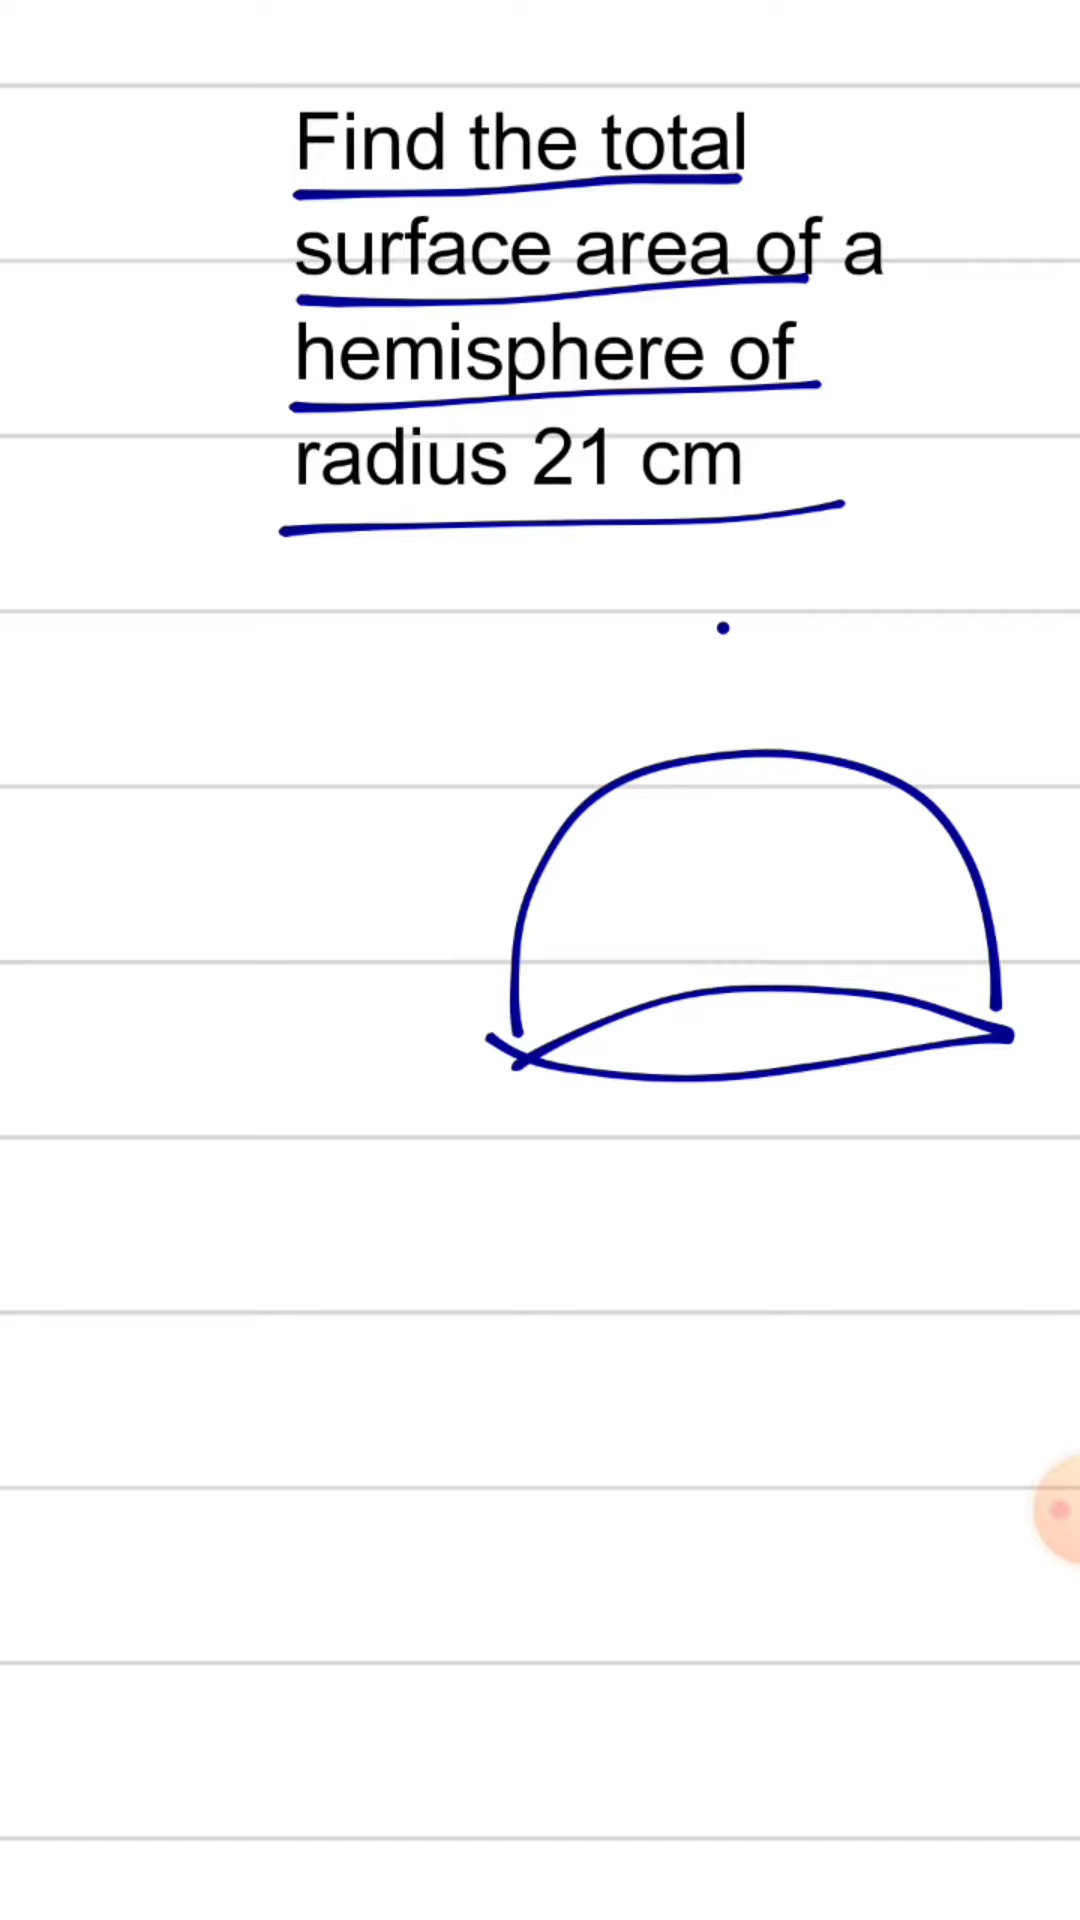 Find the total
surface area of a
hemisphere of
radius 21 cm